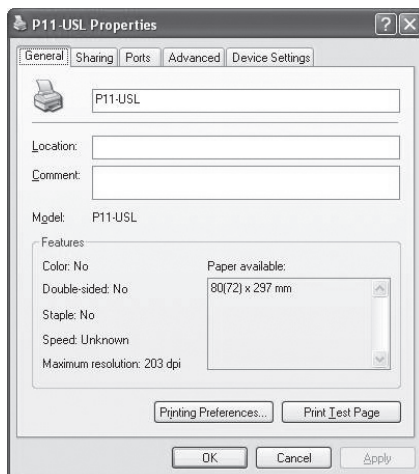 P11-USL Properties
General Sharing Ports Advanced Device Settings
P11-USL
Location:
Comment:
Model: P11-USL
Features
Color: No
Paper available:
Double-sided: No
80(72) x 297 mm
Staple: No
Speed: Unknown
Maximum resolution: 203 dpi
Printing Preferences... Print Test Page
OK Cancel Apply